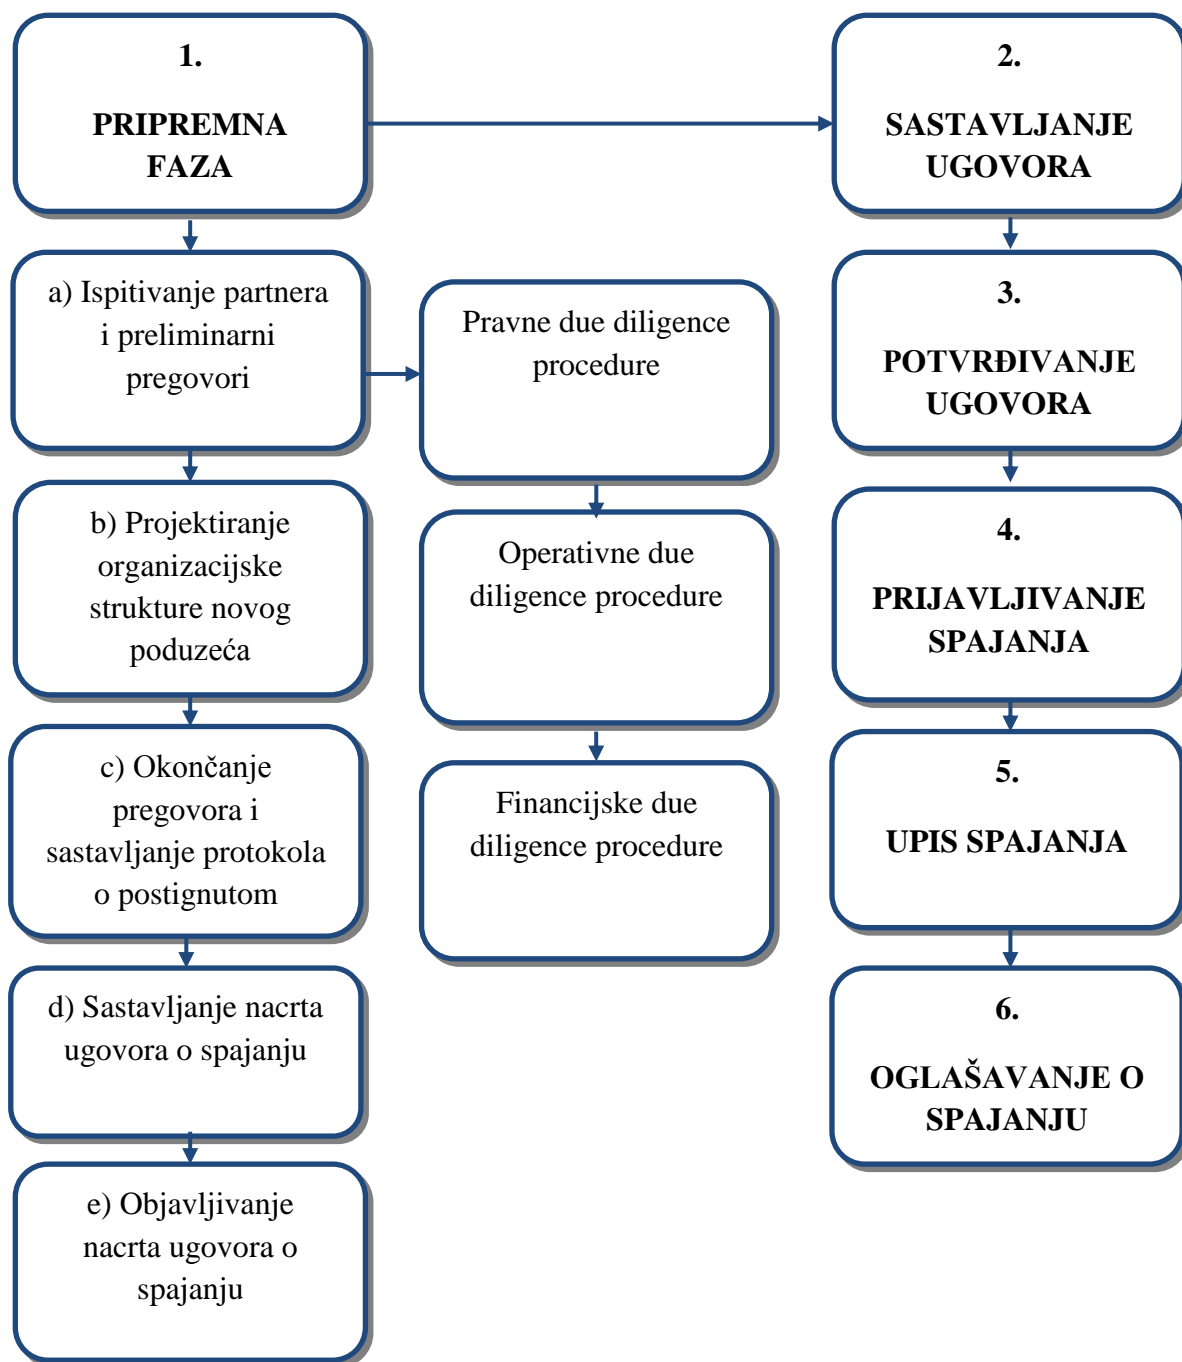 1.
PRIPREMNA
FAZA
a) Ispitivanje partnera
i preliminarni
pregovori
b) Projektiranje
organizacijske
strukture novog
poduzeća
c) Okončanje
pregovora i
sastavljanje protokola
o postignutom
d) Sastavljanje nacrta
ugovora o spajanju
e) Objavljivanje
nacrta ugovora o
spajanju
Pravne due diligence
procedure
Operativne due
diligence procedure
Financijske due
diligence procedure
2.
SASTAVLJANJE
UGOVORA
3.
POTVRĐIVANJE
UGOVORA
4.
PRIJAVLJIVANJE
SPAJANJA
5.
UPIS SPAJANJA
6.
OGLAŠAVANJE O
SPAJANJU